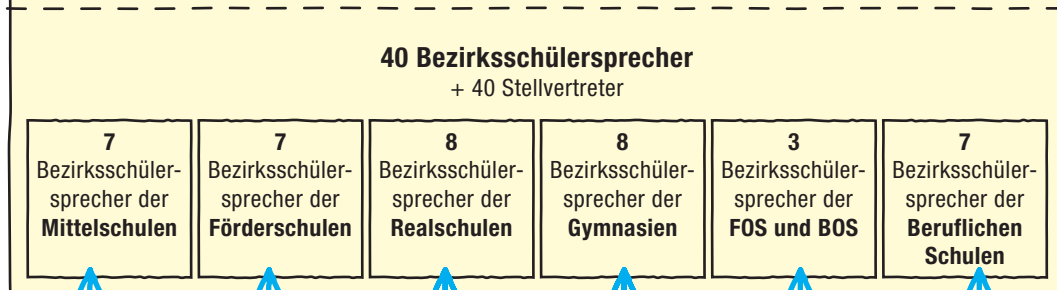 40 Bezirksschülersprecher
+ 40 Stellvertreter
7
Bezirksschüler-
sprecher der
Mittelschulen
7
Bezirksschüler-
sprecher der
Förderschulen
8
Bezirksschüler-
sprecher der
Realschulen
8
Bezirksschüler-
sprecher der
Gymnasien
3
Bezirksschüler-
sprecher der
FOS und BOS
7
Bezirksschüler-
sprecher der
Beruflichen
Schulen